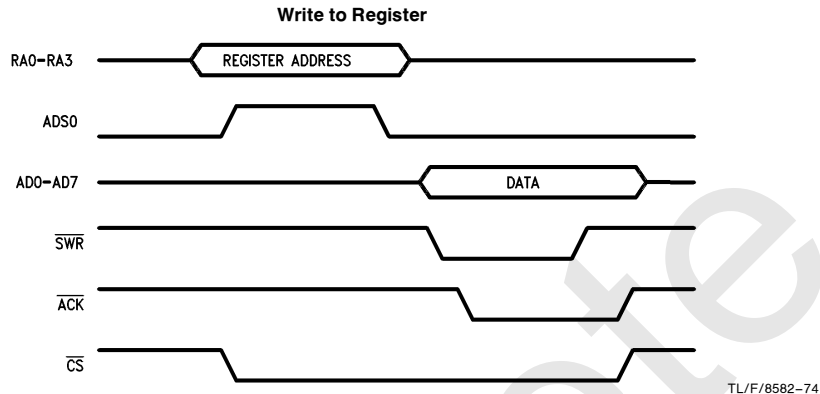 Write to Register
RA0–RA3 REGISTER ADDRESS
ADS0
AD0–AD7 DATA
SWR
ACK
CS
TL/F/8582–74